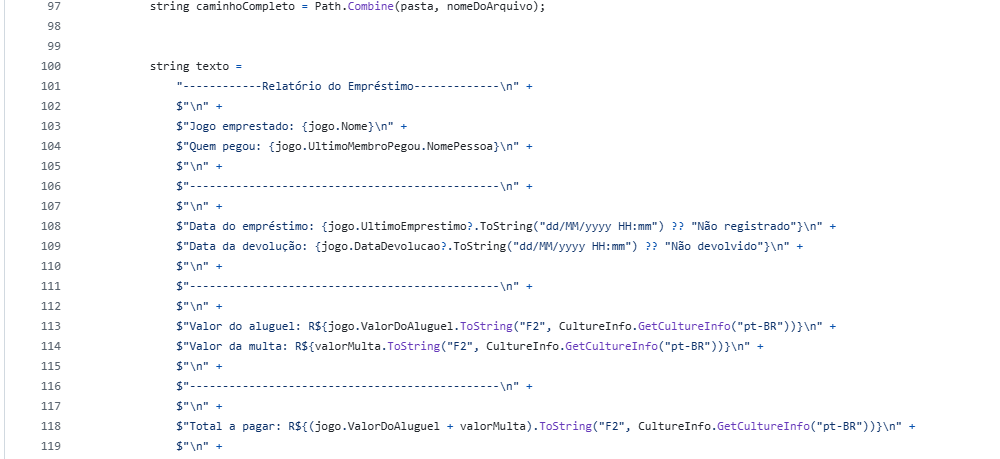 97 string caminhoCompleto = Path.Combine(pasta, nomeDoArquivo);
98
99
100 string texto =
101 "------------Relatório do Empréstimo-------------\n" +
102 $"\n" +
103 $"Jogo emprestado: {jogo.Nome}\n" +
104 $"Quem pegou: {jogo.UltimoMembroPegou.NomePessoa}\n" +
105 $"\n" +
106 $"-----------------------------------------------\n" +
107 $"\n" +
108 $"Data do empréstimo: {jogo.UltimoEmprestimo?.ToString("dd/MM/yyyy HH:mm") ?? "Não registrado"}\n" +
109 $"Data da devolução: {jogo.DataDevolucao?.ToString("dd/MM/yyyy HH:mm") ?? "Não devolvido"}\n" +
110 $"\n" +
111 $"-----------------------------------------------\n" +
112 $"\n" +
113 $"Valor do aluguel: R${jogo.ValorDoAluguel.ToString("F2", CultureInfo.GetCultureInfo("pt-BR"))}\n" +
114 $"Valor da multa: R${valorMulta.ToString("F2", CultureInfo.GetCultureInfo("pt-BR"))}\n" +
115 $"\n" +
116 $"-----------------------------------------------\n" +
117 $"\n" +
118 $"Total a pagar: R${(jogo.ValorDoAluguel + valorMulta).ToString("F2", CultureInfo.GetCultureInfo("pt-BR"))}\n" +
119 $"\n" +